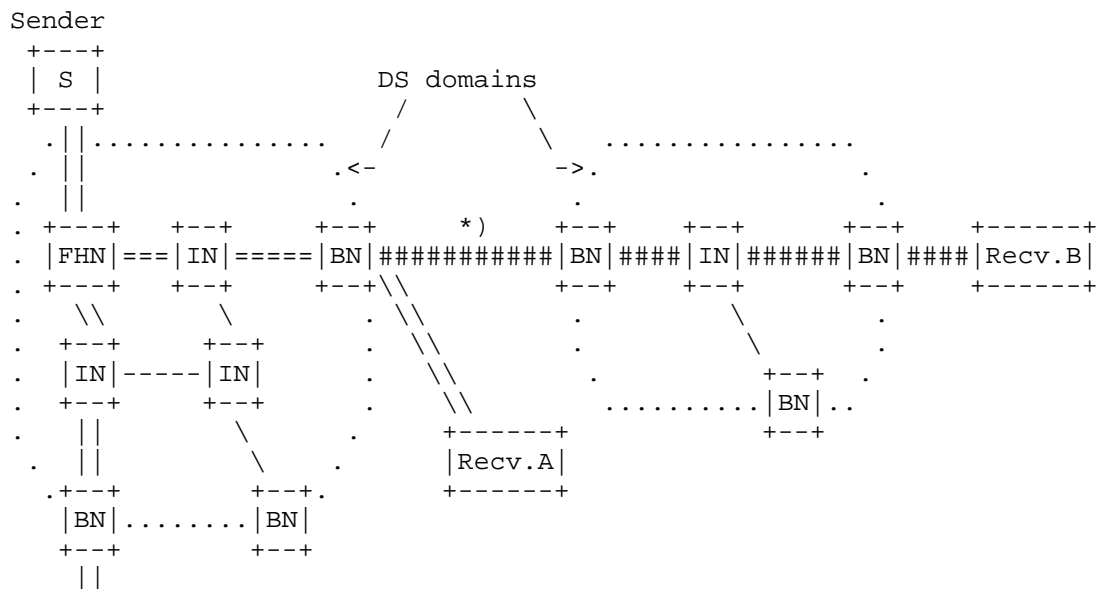 Sender
S
DS domains
*)
FHN IN BN BN IN BN Recv.B
IN IN
BN
Recv.A
BN BN